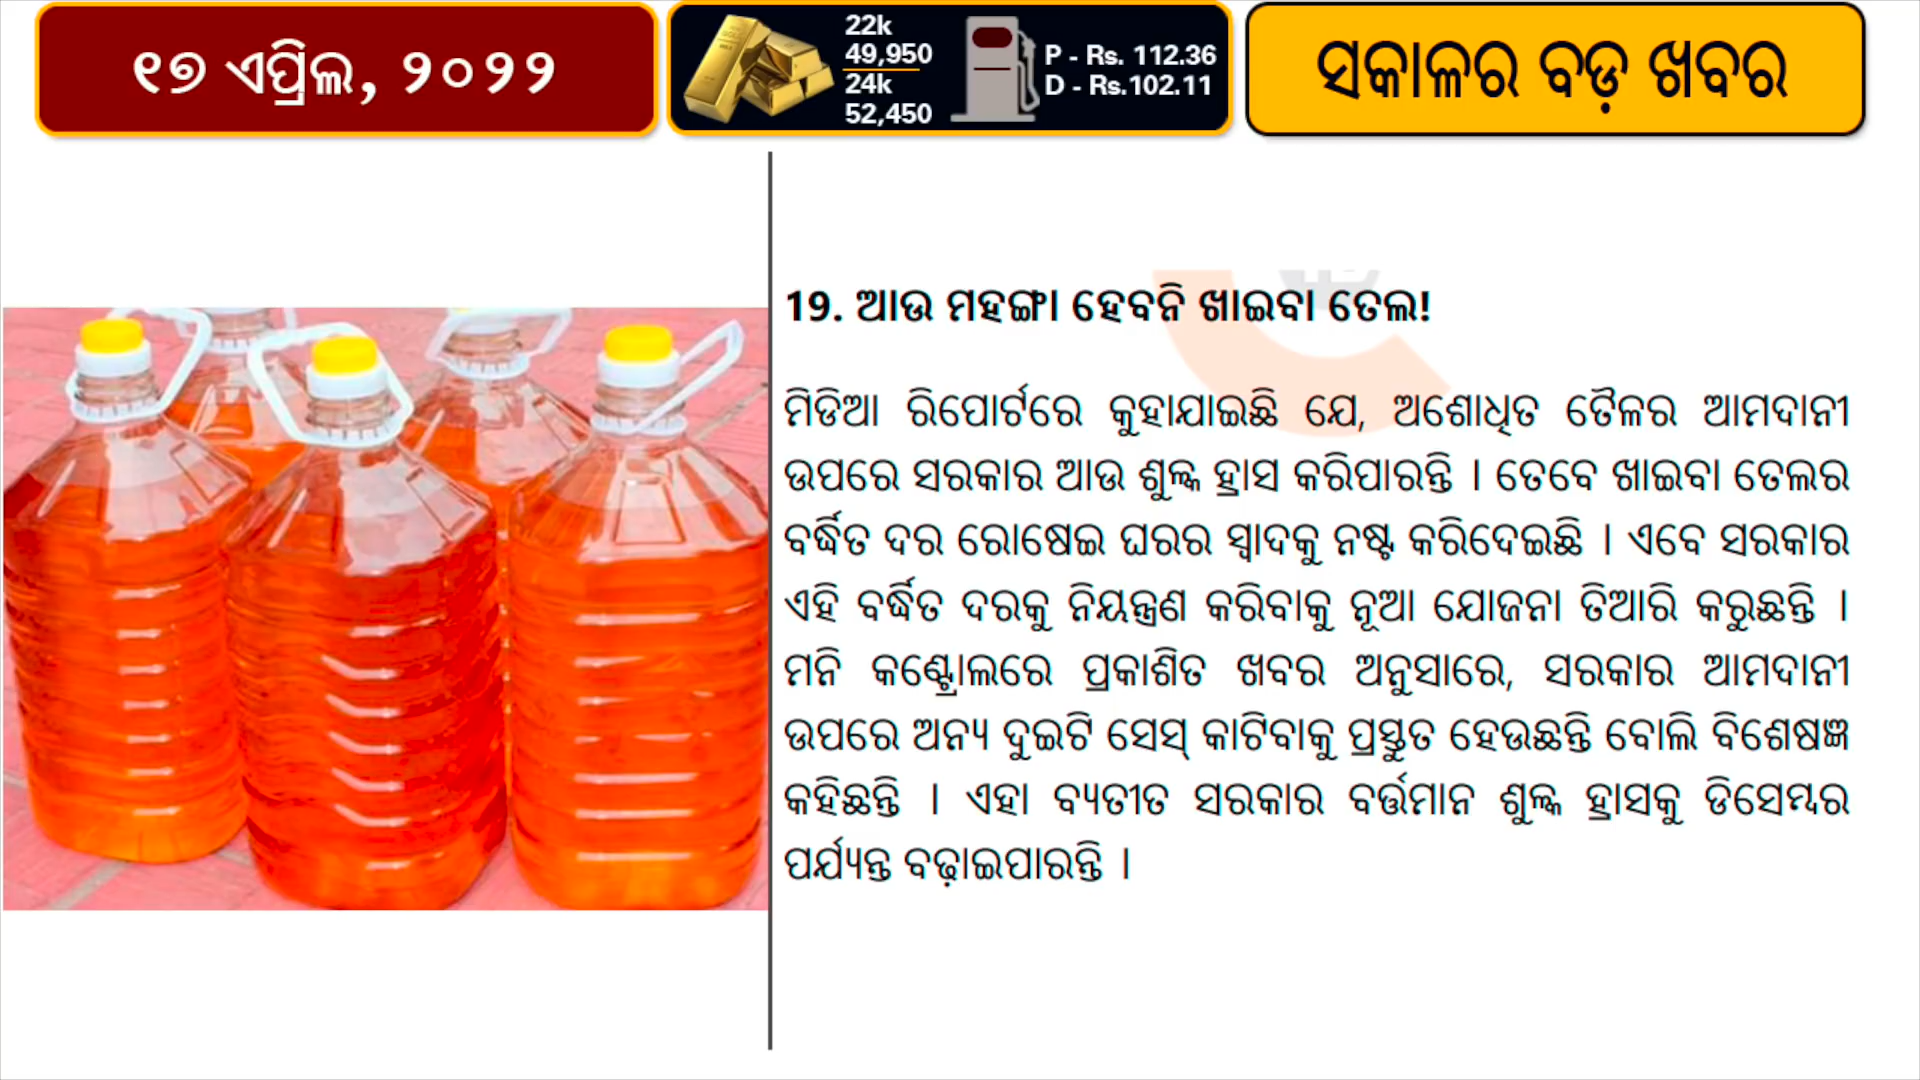 ୧୭ ଏପ୍ରିଲ, ୨୦୨୨
22k
49,950
24k
52,450
P - Rs. 112.36
D - Rs.102.11
ସକାଳର ବଡ଼ ଖବର
19. ଆଉ ମହଙ୍ଗା ହେବନି ଖାଇବା ତେଲ!
ମିଡିଆ ରିପୋର୍ଟରେ କୁହାଯାଇଛି ଯେ, ଅଶୋଧିତ ତୈଳର ଆମଦାନୀ
ଉପରେ ସରକାର ଆଉ ଶୁଳ୍କ ହ୍ରାସ କରିପାରନ୍ତି । ତେବେ ଖାଇବା ତେଲର
ବର୍ଦ୍ଧିତ ଦର ରୋଷେଇ ଘରର ସ୍ୱାଦକୁ ନଷ୍ଟ କରିଦେଇଛି । ଏବେ ସରକାର
ଏହି ବର୍ଦ୍ଧିତ ଦରକୁ ନିୟନ୍ତ୍ରଣ କରିବାକୁ ନୂଆ ଯୋଜନା ତିଆରି କରୁଛନ୍ତି ।
ମନି କଣ୍ଟ୍ରୋଲରେ ପ୍ରକାଶିତ ଖବର ଅନୁସାରେ, ସରକାର ଆମଦାନୀ
ଉପରେ ଅନ୍ୟ ଦୁଇଟି ସେସ୍ କାଟିବାକୁ ପ୍ରସ୍ତୁତ ହେଉଛନ୍ତି ବୋଲି ବିଶେଷଜ୍ଞ
କହିଛନ୍ତି । ଏହା ବ୍ୟତୀତ ସରକାର ବର୍ତ୍ତମାନ ଶୁଳ୍କ ହ୍ରାସକୁ ଡିସେମ୍ବର
ପର୍ଯ୍ୟନ୍ତ ବଢ଼ାଇପାରନ୍ତି ।